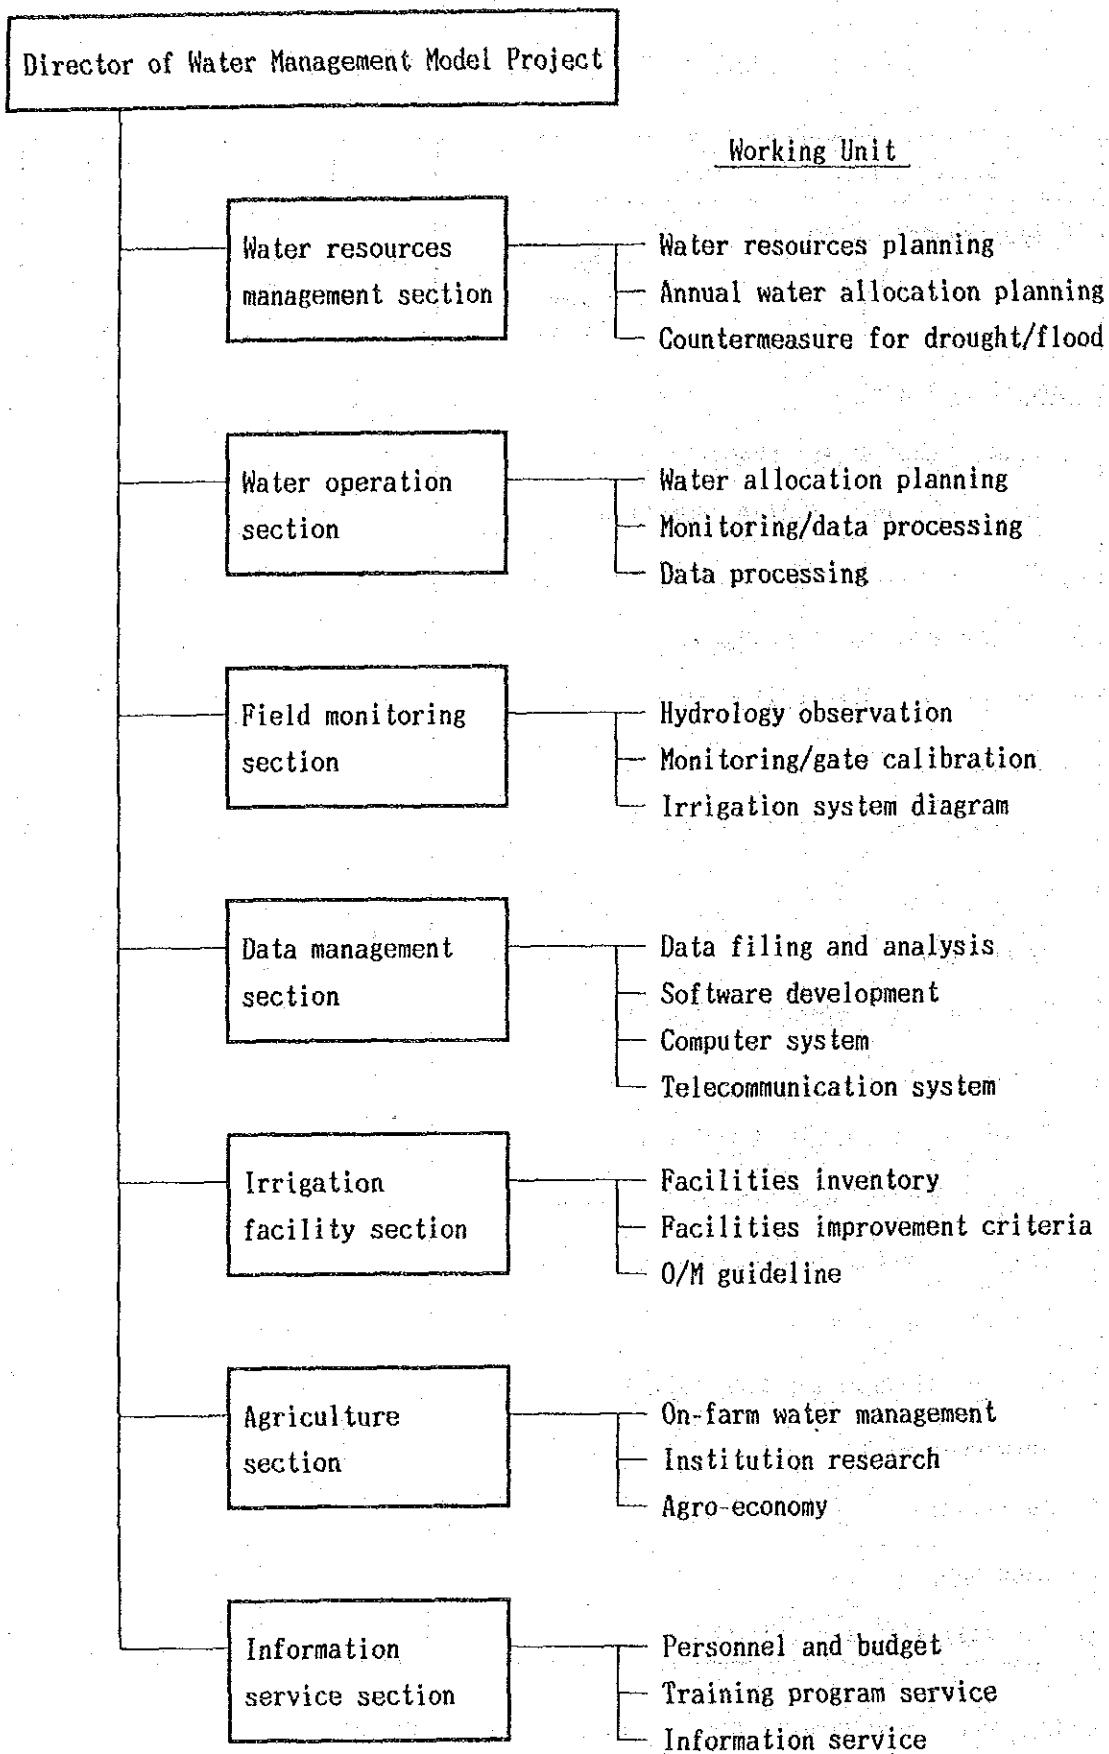 Director of Water Management Model Project
Working Unit
Water resources
management section
Water resources planning
Annual water allocation planning
Countermeasure for drought/flood
Water operation
section
Water allocation planning
Monitoring/data processing
Data processing
Field monitoring
section
Hydrology observation
Monitoring/gate calibration
Irrigation system diagram
Data management
section
Data filing and analysis
Software development
Computer system
Telecommunication system
Irrigation
facility section
Facilities inventory
Facilities improvement criteria
O/M guideline
Agriculture
section
On-farm water management
Institution research
Agro-economy
Information
service section
Personnel and budget
Training program service
Information service